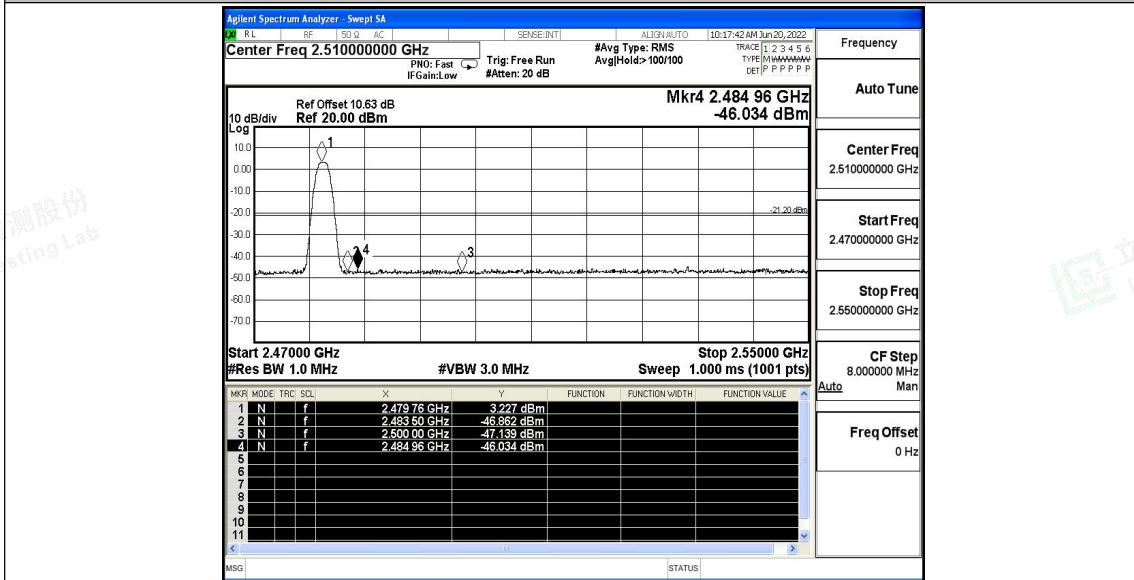 Agilent Spectrum Analyzer - Swept SA
LXI RL RF 50 Ω AC SENSE:INT ALIGN AUTO 10:17:42 AM Jun 20, 2022
Center Freq 2.510000000 GHz
PNO: Fast
IFGain:Low
Trig: Free Run
#Atten: 20 dB
#Avg Type: RMS
Avg|Hold:>100/100
TRACE 1 2 3 4 5 6
TYPE MWWWWW
DET P P P P P P
Ref Offset 10.63 dB
10 dB/div Ref 20.00 dBm
Log
Mkr4 2.484 96 GHz
-46.034 dBm
10.0
0.00
-10.0
-20.0
-30.0
-40.0
-50.0
-60.0
-70.0
1
2 4
3
-21.20 dBm
Start 2.47000 GHz Stop 2.55000 GHz
#Res BW 1.0 MHz #VBW 3.0 MHz Sweep 1.000 ms (1001 pts)
MKR MODE TRC SCL X Y FUNCTION FUNCTION WIDTH FUNCTION VALUE
1 N f 2.479 76 GHz 3.227 dBm
2 N f 2.483 50 GHz -46.862 dBm
3 N f 2.500 00 GHz -47.139 dBm
4 N f 2.484 96 GHz -46.034 dBm
5
6
7
8
9
10
11
MSG STATUS
Frequency
Auto Tune
Center Freq
2.510000000 GHz
Start Freq
2.470000000 GHz
Stop Freq
2.550000000 GHz
CF Step
8.000000 MHz
Auto Man
Freq Offset
0 Hz
测股份
esting Lab